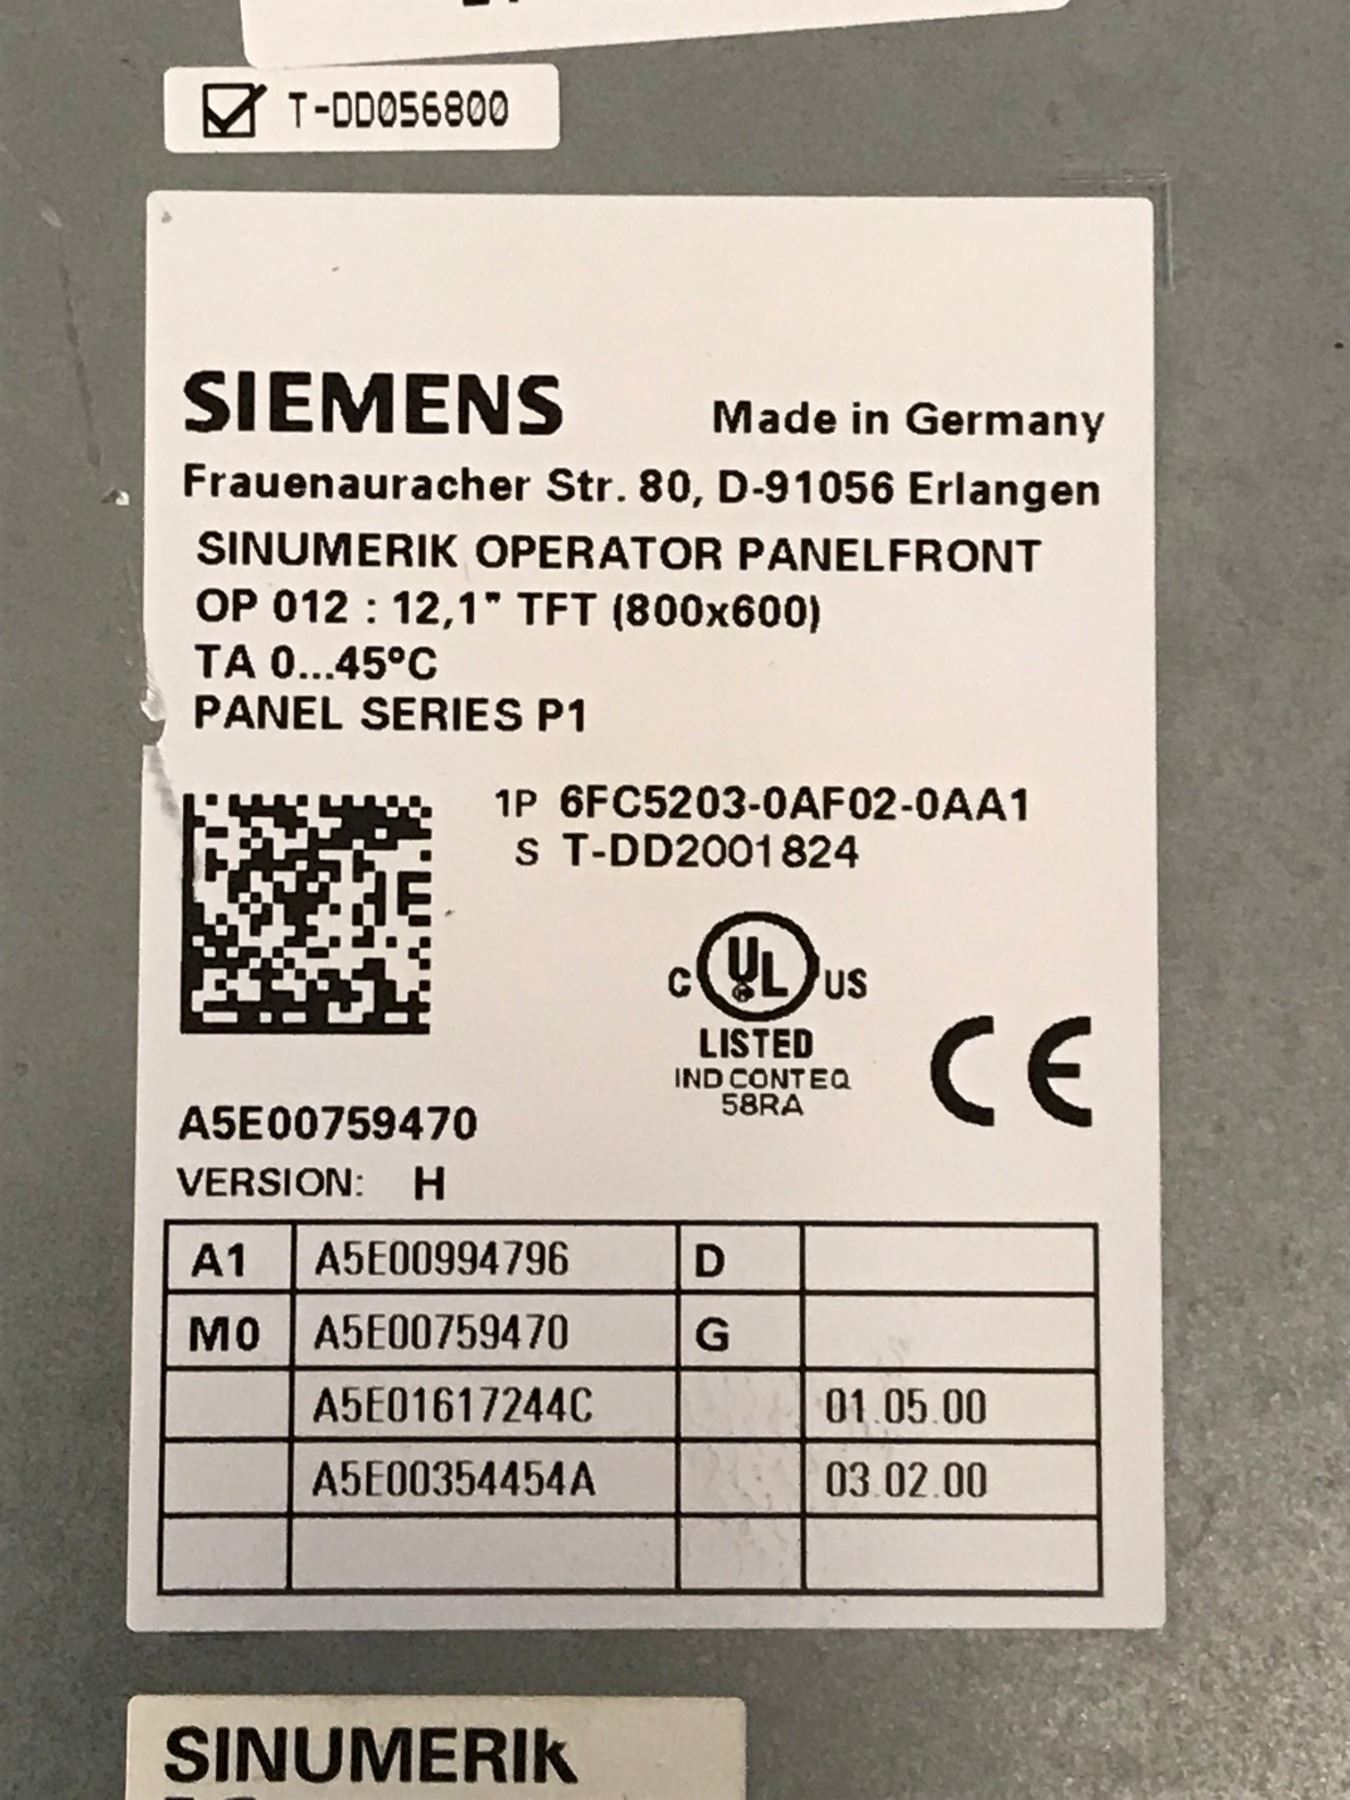 T-DD056800
SIEMENS Made in Germany
Frauenauracher Str. 80, D-91056 Erlangen
SINUMERIK OPERATOR PANELFRONT
OP 012 : 12,1" TFT (800x600)
TA 0...45°C
PANEL SERIES P1
1P 6FC5203-0AF02-0AA1
S T-DD2001824
C UL US
LISTED
IND CONT EQ
58RA
CE
A5E00759470
VERSION: H
A1 A5E00994796 D
M0 A5E00759470 G
A5E01617244C 01.05.00
A5E00354454A 03.02.00
SINUMERIK